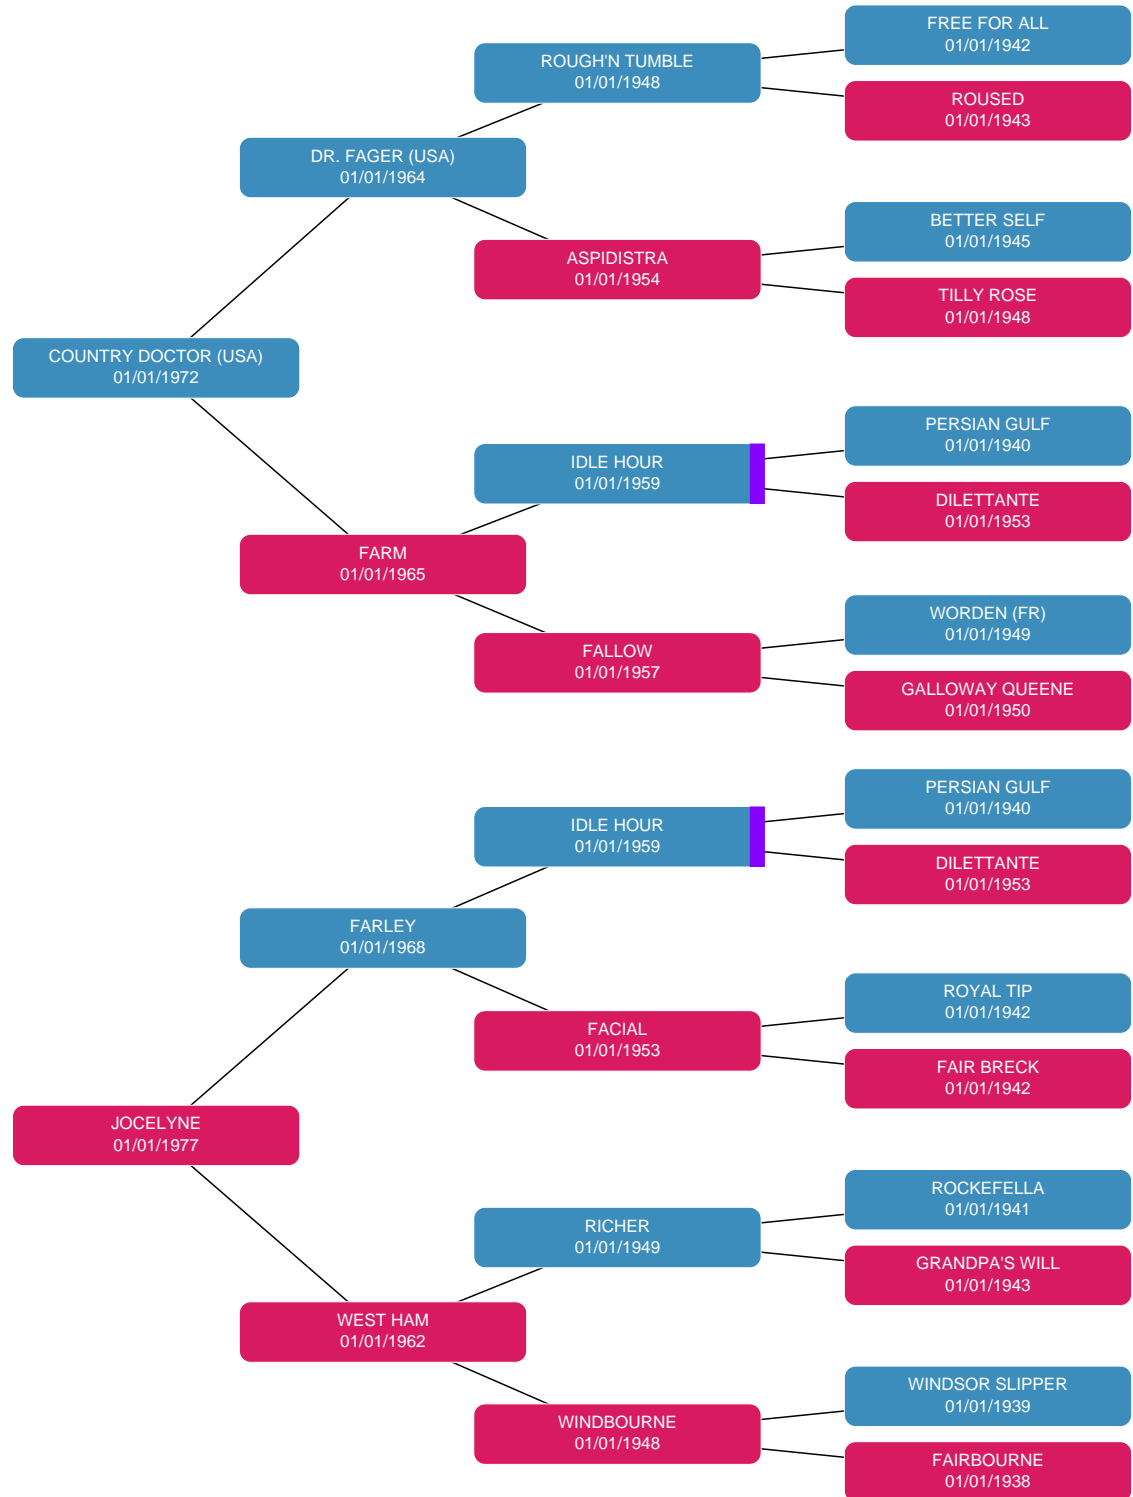 FREE FOR ALL
01/01/1942
ROUGH'N TUMBLE
01/01/1948
ROUSED
01/01/1943
DR. FAGER (USA)
01/01/1964
BETTER SELF
01/01/1945
ASPIDISTRA
01/01/1954
TILLY ROSE
01/01/1948
COUNTRY DOCTOR (USA)
01/01/1972
PERSIAN GULF
01/01/1940
IDLE HOUR
01/01/1959
DILETTANTE
01/01/1953
FARM
01/01/1965
WORDEN (FR)
01/01/1949
FALLOW
01/01/1957
GALLOWAY QUEENE
01/01/1950
PERSIAN GULF
01/01/1940
IDLE HOUR
01/01/1959
DILETTANTE
01/01/1953
FARLEY
01/01/1968
ROYAL TIP
01/01/1942
FACIAL
01/01/1953
FAIR BRECK
01/01/1942
JOCELYNE
01/01/1977
ROCKEFELLA
01/01/1941
RICHER
01/01/1949
GRANDPA'S WILL
01/01/1943
WEST HAM
01/01/1962
WINDSOR SLIPPER
01/01/1939
WINDBOURNE
01/01/1948
FAIRBOURNE
01/01/1938